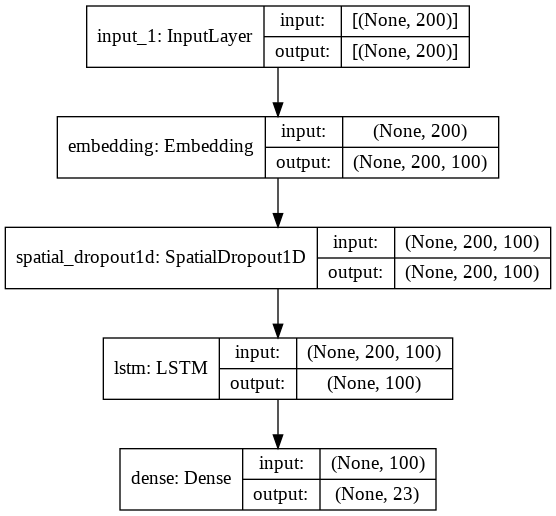 input_1: InputLayer
input: [(None, 200)]
output: [(None, 200)]
embedding: Embedding
input: (None, 200)
output: (None, 200, 100)
spatial_dropout1d: SpatialDropout1D
input: (None, 200, 100)
output: (None, 200, 100)
lstm: LSTM
input: (None, 200, 100)
output: (None, 100)
dense: Dense
input: (None, 100)
output: (None, 23)